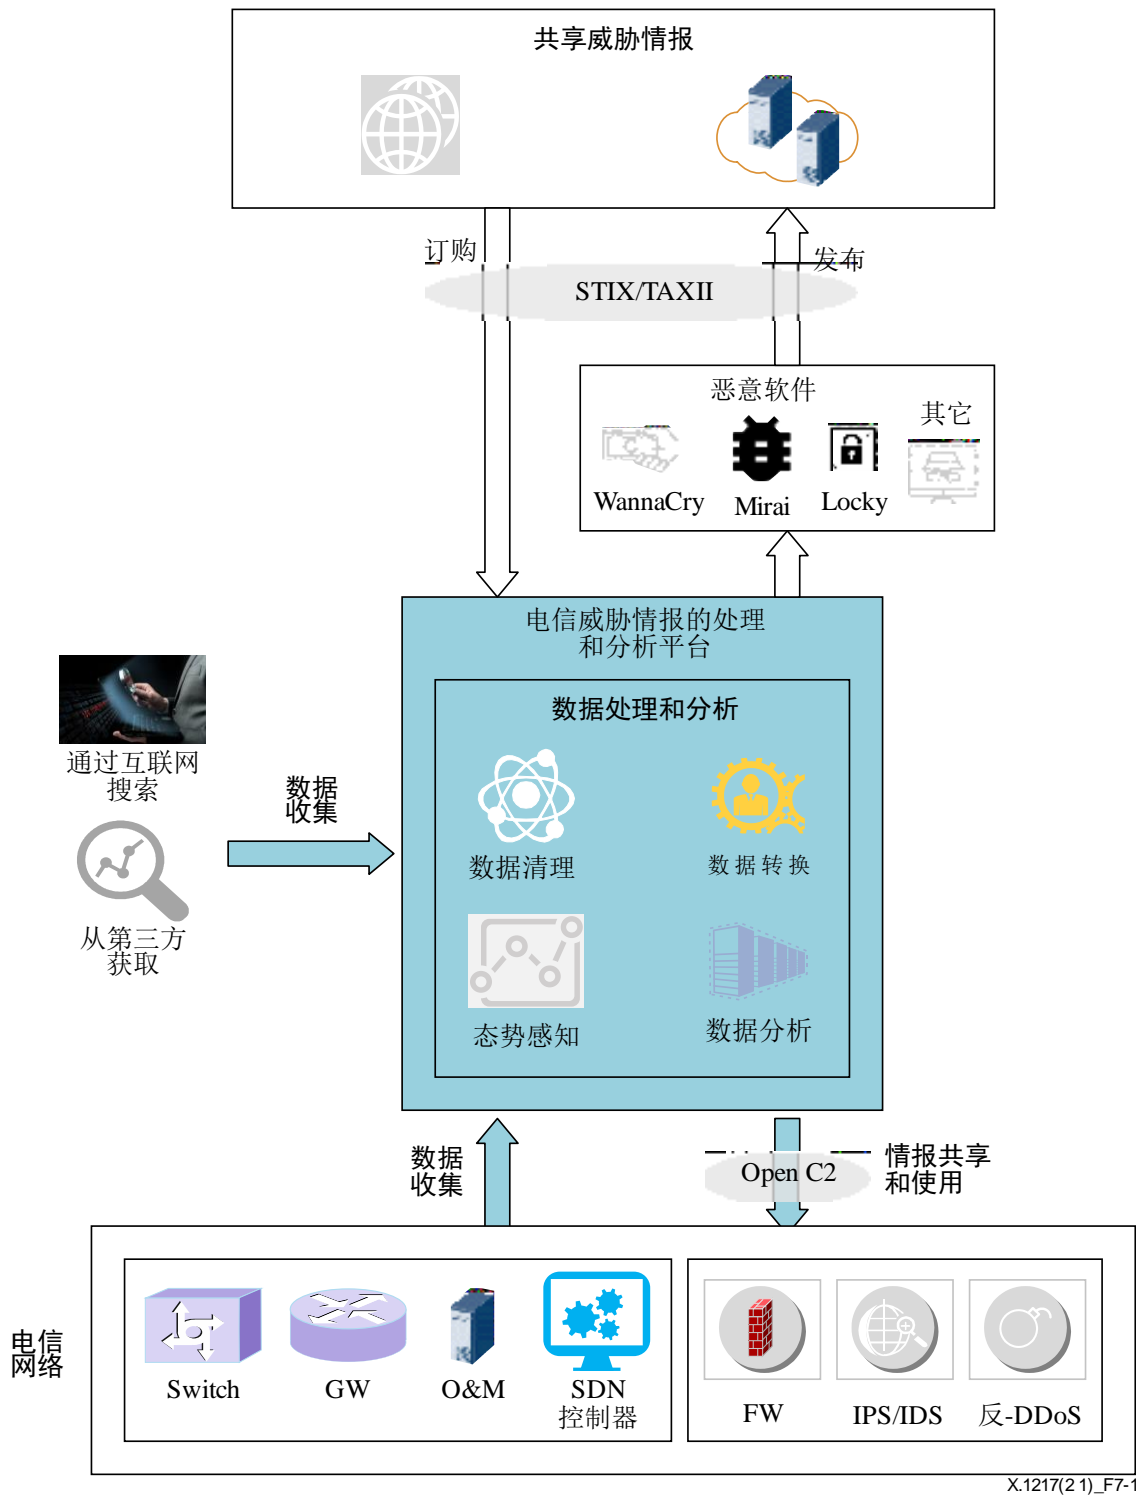 共享威胁情报
订购
发布
STIX/TAXII
恶意软件
其它
WannaCry
Mirai
Locky
电信威胁情报的处理
和分析平台
数据处理和分析
通过互联网
搜索
数据
收集
数据清理
数据转换
从第三方
获取
态势感知
数据分析
数据
收集
Open C2
情报共享
和使用
电信
网络
Switch
GW
O&M
SDN
控制器
FW
IPS/IDS
反-DDoS
X.1217(21)_F7-1